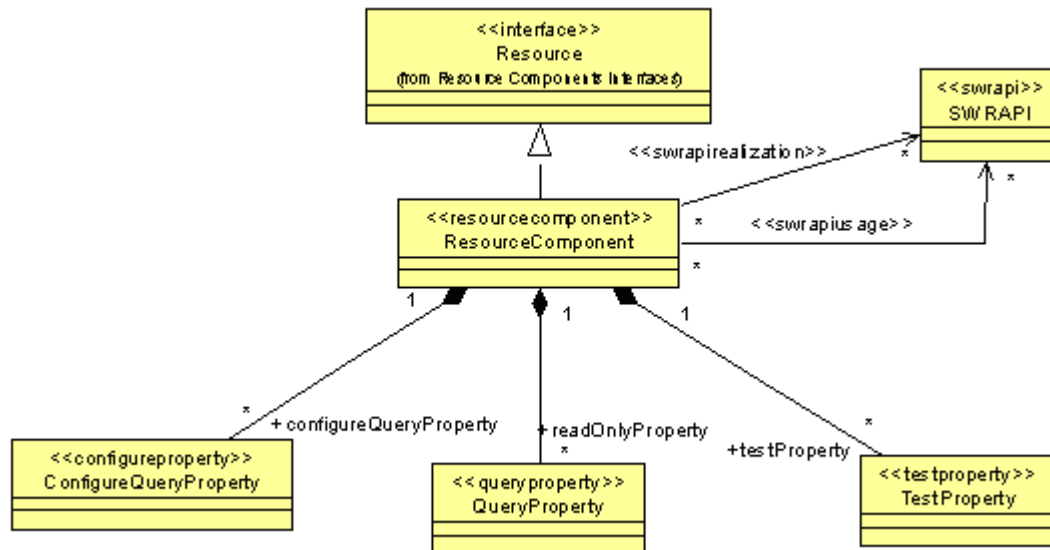 <<interface>>
Resource
(from Resource Components Interfaces)
<<swrapi>>
SWRAPI
<<swrapirealization>>
*
*
<<resourcecomponent>>
ResourceComponent
*
<<swrapiusage>>
*
1
1
1
*
+configureQueryProperty
+readOnlyProperty
*
*
+testProperty
<<configureproperty>>
ConfigureQueryProperty
<<queryproperty>>
QueryProperty
<<testproperty>>
TestProperty